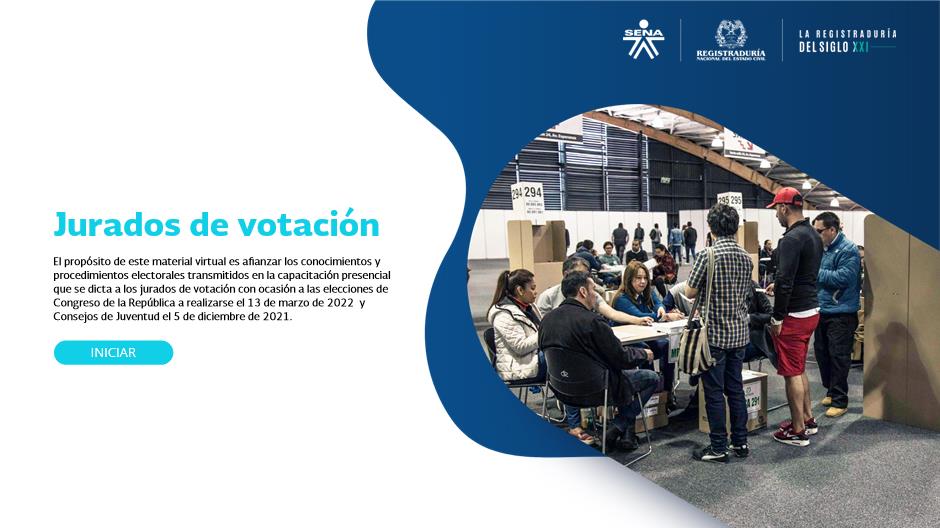 SENA
REGISTRADURÍA
NACIONAL DEL ESTADO CIVIL
LA REGISTRADURÍA
DEL SIGLO XXI
Jurados de votación
El propósito de este material virtual es afianzar los conocimientos y
procedimientos electorales transmitidos en la capacitación presencial
que se dicta a los jurados de votación con ocasión a las elecciones de
Congreso de la República a realizarse el 13 de marzo de 2022 y
Consejos de Juventud el 5 de diciembre de 2021.
INICIAR
294 294
295 295
291